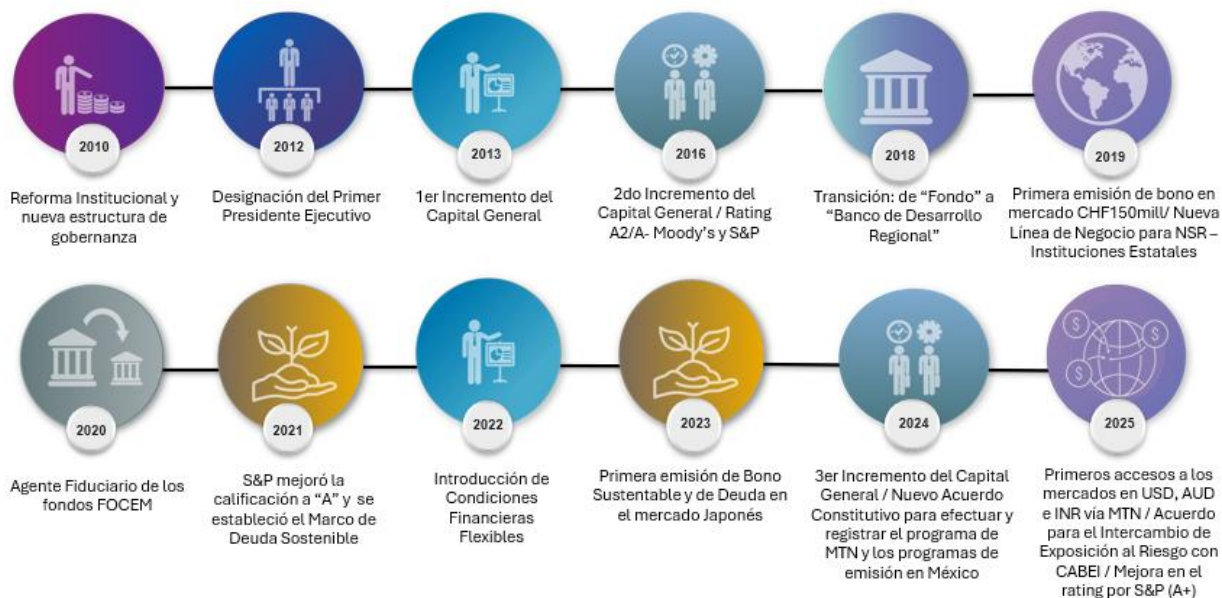 2010
Reforma Institucional y
nueva estructura de
gobernanza
2012
Designación del Primer
Presidente Ejecutivo
2013
1er Incremento del
Capital General
2016
2do Incremento del
Capital General / Rating
A2/A- Moody's y S&P
2018
Transición: de “Fondo” a
“Banco de Desarrollo
Regional”
2019
Primera emisión de bono en
mercado CHF150mill/ Nueva
Línea de Negocio para NSR –
Instituciones Estatales
2020
Agente Fiduciario de los
fondos FOCEM
2021
S&P mejoró la
calificación a “A” y se
estableció el Marco de
Deuda Sostenible
2022
Introducción de
Condiciones
Financieras
Flexibles
2023
Primera emisión de Bono
Sustentable y de Deuda en
el mercado Japonés
2024
3er Incremento del Capital
General / Nuevo Acuerdo
Constitutivo para efectuar y
registrar el programa de
MTN y los programas de
emisión en México
$
$
$
2025
Primeros accesos a los
mercados en USD, AUD
e INR vía MTN / Acuerdo
para el Intercambio de
Exposición al Riesgo con
CABEI / Mejora en el
rating por S&P (A+)